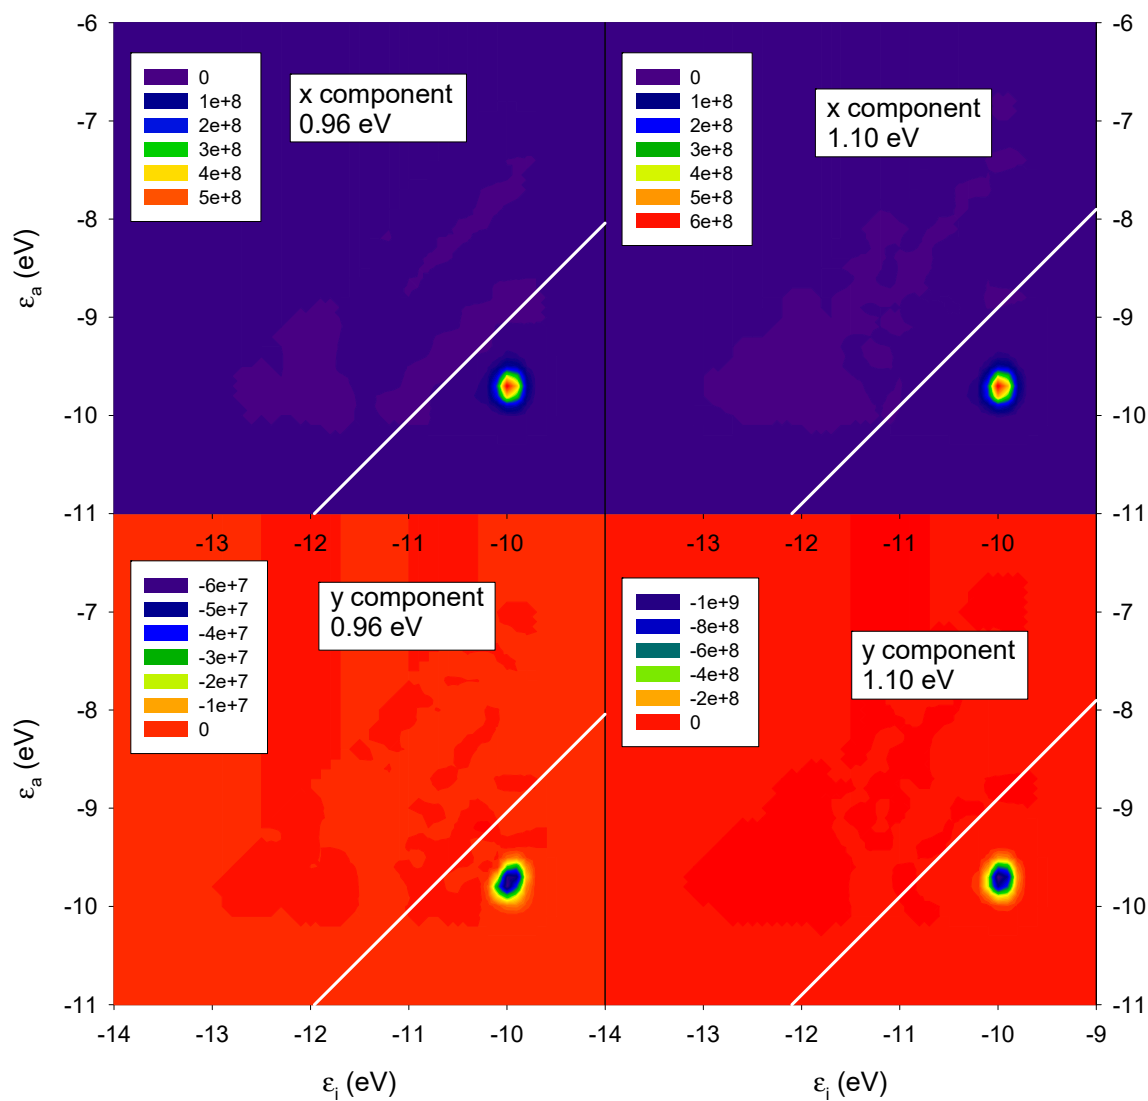 -6
-7
-8
-9
-10
-11
εa (eV)
0
1e+8
2e+8
3e+8
4e+8
5e+8
x component
0.96 eV
0
1e+8
2e+8
3e+8
4e+8
5e+8
6e+8
x component
1.10 eV
-6
-7
-8
-9
-10
-11
-13
-12
-11
-10
-13
-12
-11
-10
-7
-8
-9
-10
-11
εa (eV)
-6e+7
-5e+7
-4e+7
-3e+7
-2e+7
-1e+7
0
y component
0.96 eV
-1e+9
-8e+8
-6e+8
-4e+8
-2e+8
0
y component
1.10 eV
-7
-8
-9
-10
-11
-14
-13
-12
-11
-10
-14
-13
-12
-11
-10
-9
εi (eV)
εi (eV)